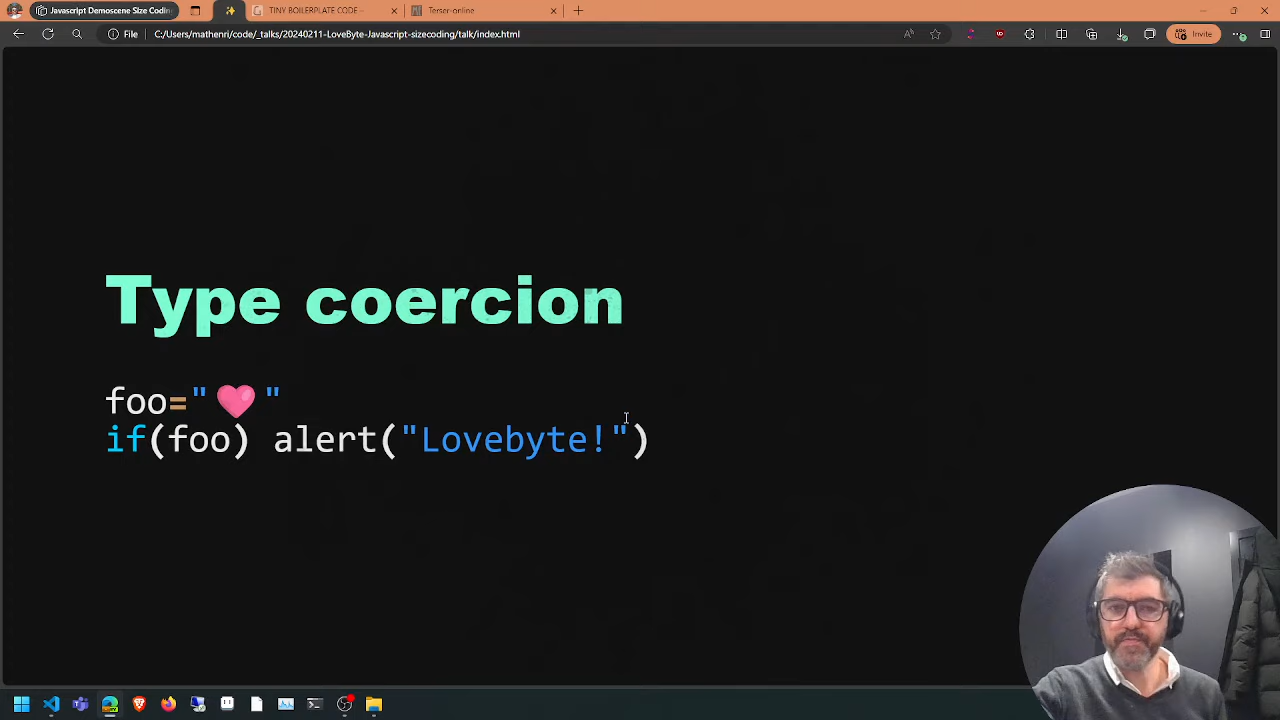 Javascript Demoscene Size Codin
TINY BOILERPLATE CODE –
Terser-online
File
C:/Users/mathenri/code/_talks/20240211-LoveByte-Javascript-sizecoding/talk/index.html
Invite
Type coercion
foo="💗"
if(foo) alert("Lovebyte!")